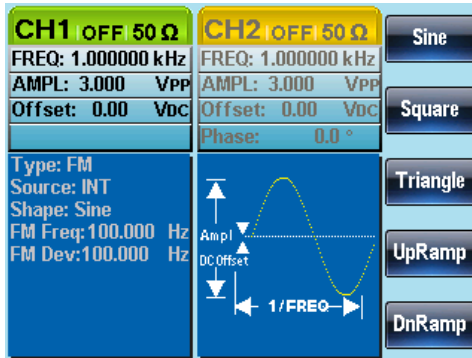 CH1 OFF 50 Ω
FREQ: 1.000000 kHz
AMPL: 3.000 VPP
Offset: 0.00 VDC
CH2 OFF 50 Ω
FREQ: 1.000000 kHz
AMPL: 3.000 VPP
Offset: 0.00 VDC
Phase: 0.0 °
Type: FM
Source: INT
Shape: Sine
FM Freq:100.000 Hz
FM Dev:100.000 Hz
Ampl
DC Offset
1/FREQ
Sine
Square
Triangle
UpRamp
DnRamp